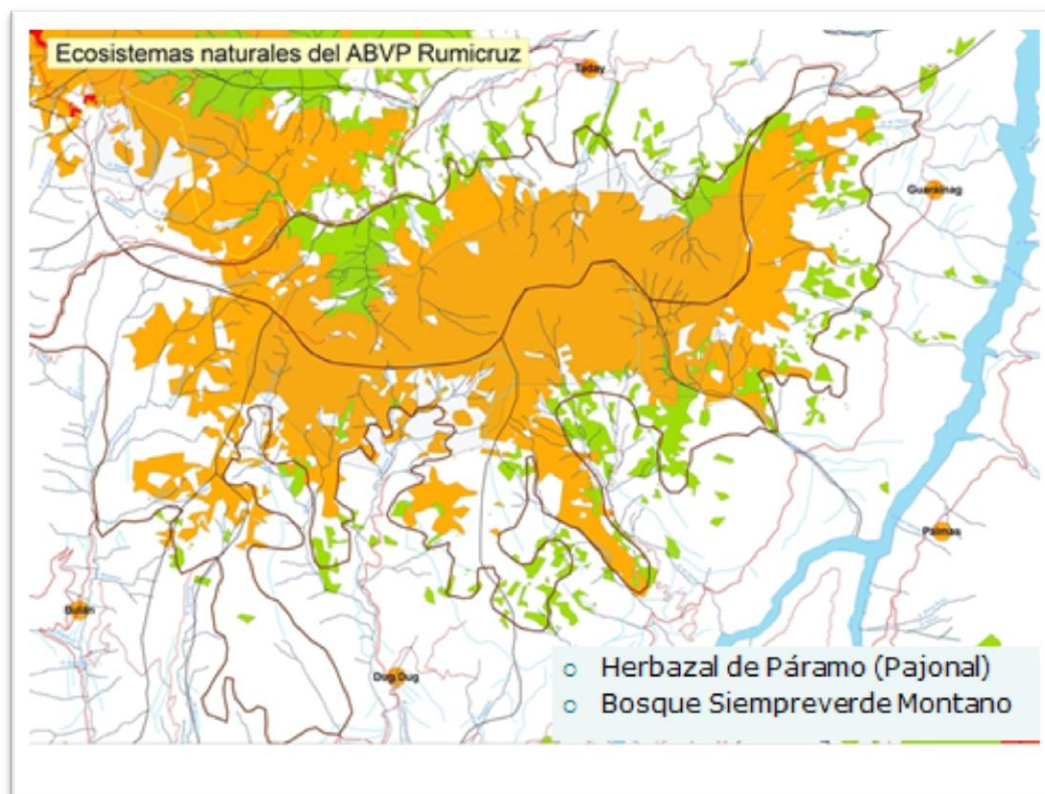 Ecosistemas naturales del ABVP Rumicruz
Taday
Guarainag
Palmas
Bulán
Dug Dug
○ Herbazal de Páramo (Pajonal)
○ Bosque Siempreverde Montano